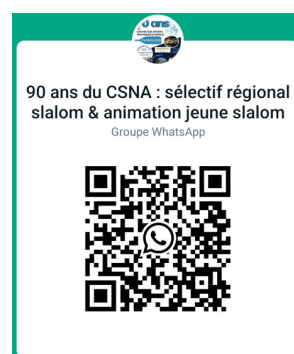 90 ans du CSNA : sélectif régional
slalom & animation jeune slalom
Groupe WhatsApp